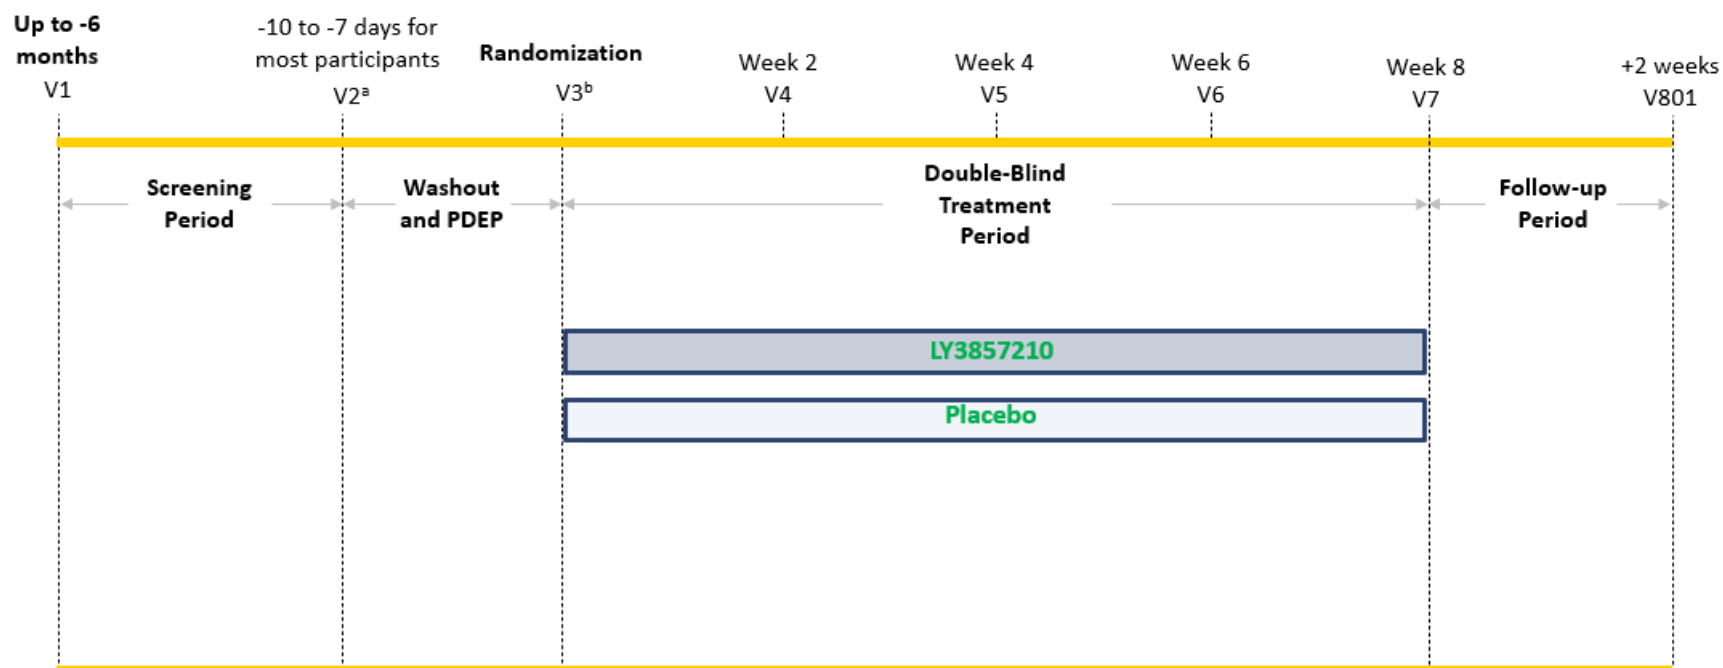 Up to -6
months
V1
-10 to -7 days for
most participants
V2ᵃ
Randomization
V3ᵇ
Week 2
V4
Week 4
V5
Week 6
V6
Week 8
V7
+2 weeks
V801
Screening
Period
Washout
and PDEP
Double-Blind
Treatment
Period
Follow-up
Period
LY3857210
Placebo